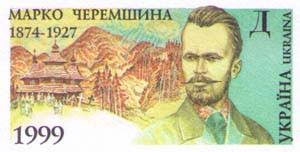 МАРКО ЧЕРЕМШИНА
1874-1927
Д
УКРАЇНА UKRAINA
1999